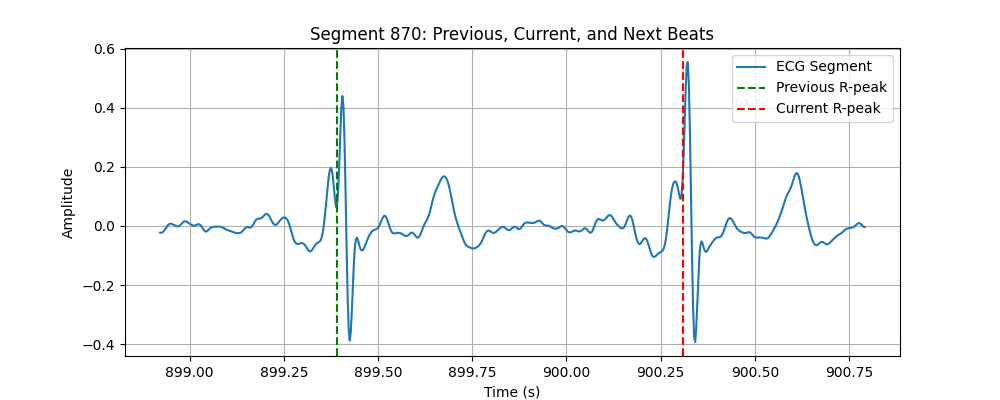 Segment 870: Previous, Current, and Next Beats
0.6
0.4
0.2
0.0
−0.2
−0.4
Amplitude
ECG Segment
Previous R-peak
Current R-peak
899.00 899.25 899.50 899.75 900.00 900.25 900.50 900.75
Time (s)